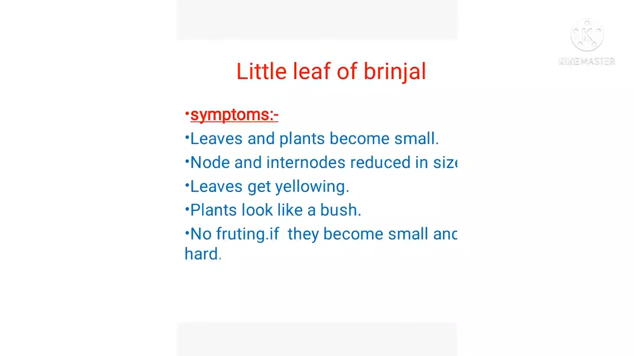 KINEMASTER
Little leaf of brinjal
•symptoms:-
•Leaves and plants become small.
•Node and internodes reduced in size
•Leaves get yellowing.
•Plants look like a bush.
•No fruting.if they become small and
hard.